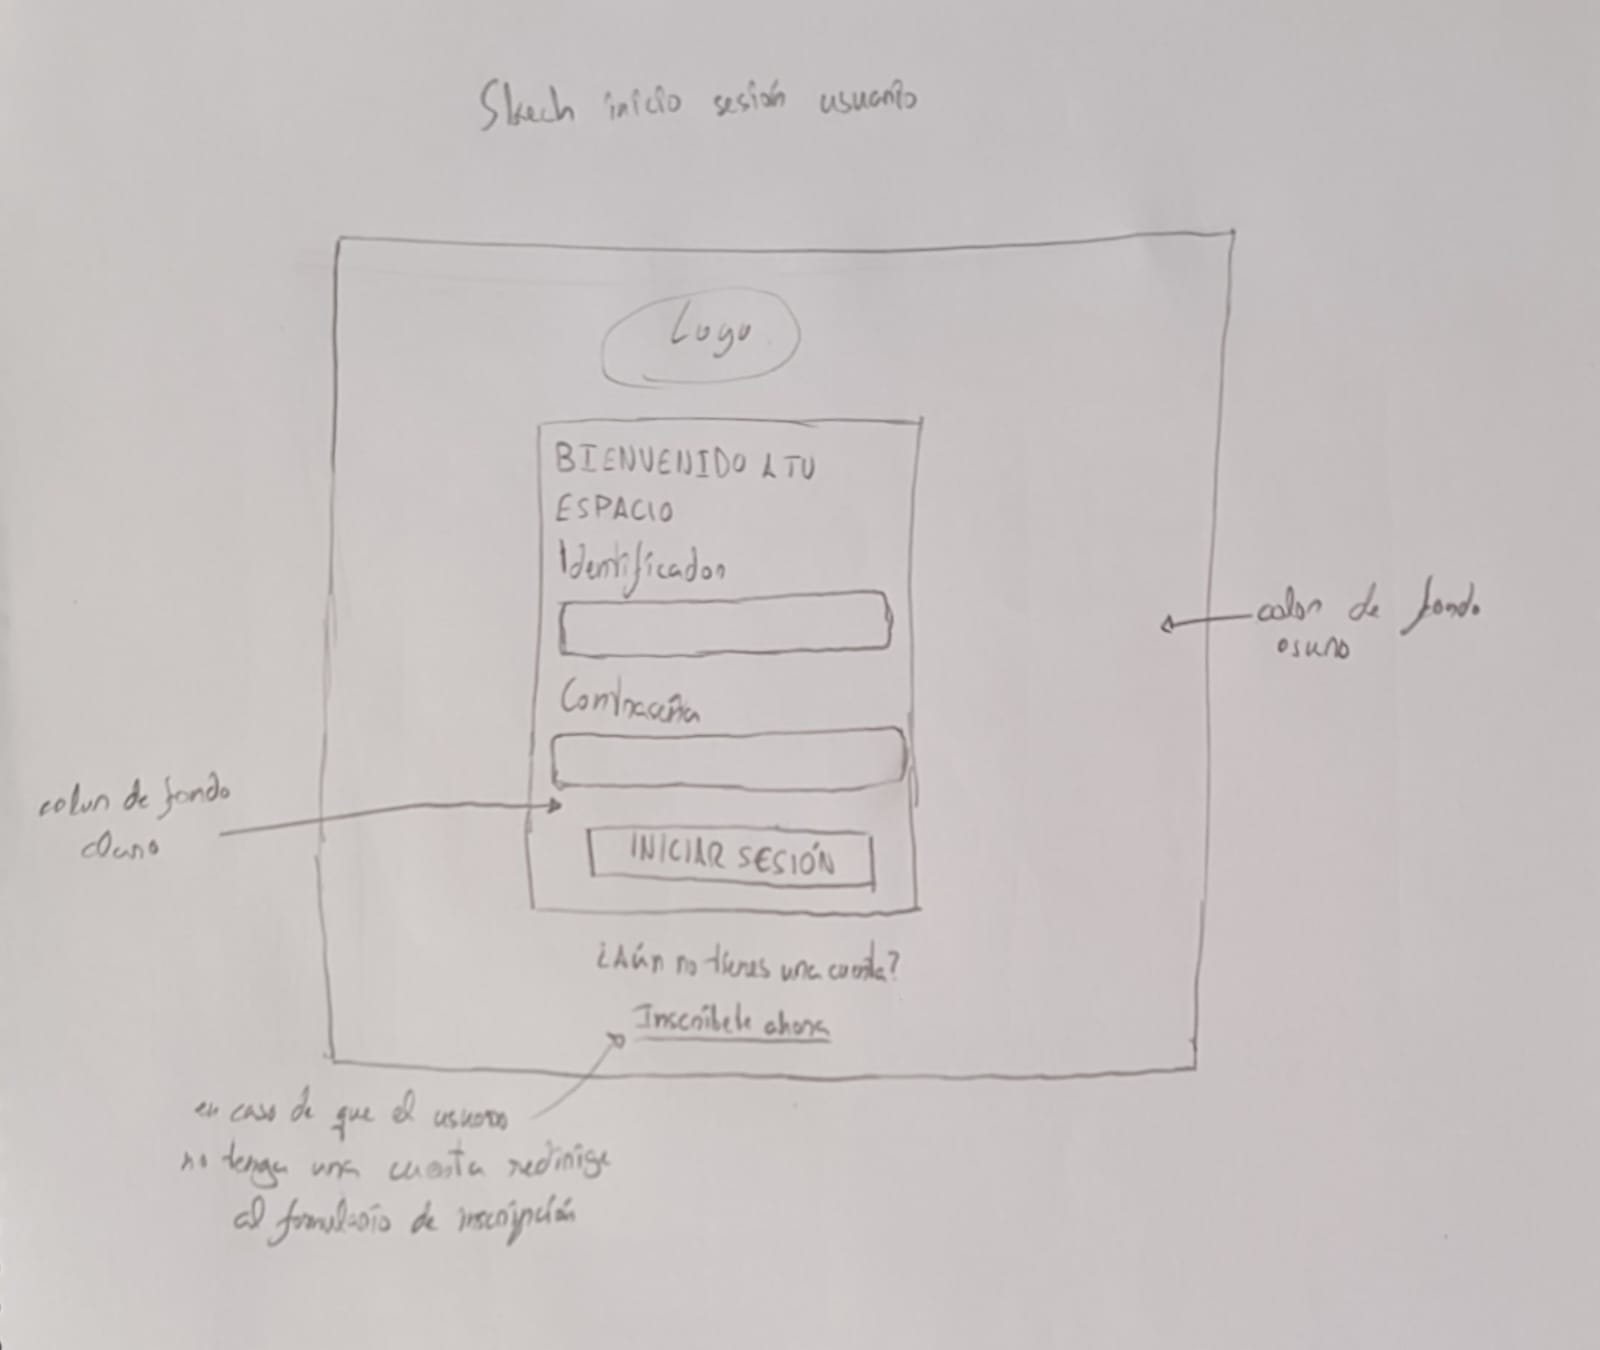 Skech inicio sesión usuario
Logo
BIENVENIDO A TU
ESPACIO
Identificador
Contraseña
INICIAR SESIÓN
¿Aún no tienes una cuenta?
Inscríbete ahora
color de fondo
oscuro
color de fondo
claro
en caso de que el usuario
no tenga una cuenta redirige
al formulario de inscripción